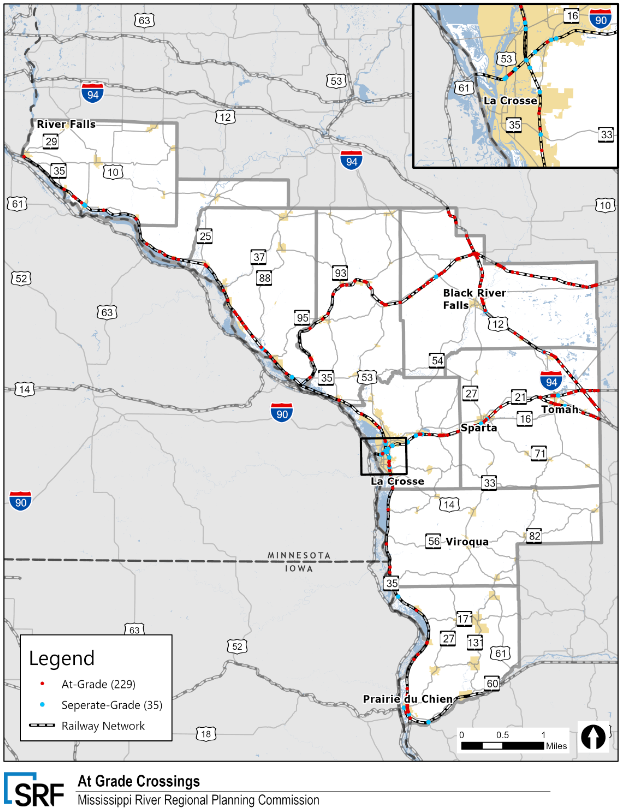 63
16
90
53
61
La Crosse
35
33
53
94
12
94
River Falls
29
35
10
61
10
25
37
88
93
52
63
95
Black River
Falls
12
35
53
54
94
14
90
27
21
16
Tomah
Sparta
71
La Crosse
33
90
14
56
Viroqua
82
MINNESOTA
IOWA
35
63
171
27
131
61
52
60
Prairie du Chien
18
Legend
At-Grade (229)
Seperate-Grade (35)
Railway Network
0 0.5 1
Miles
SRF
At Grade Crossings
Mississippi River Regional Planning Commission